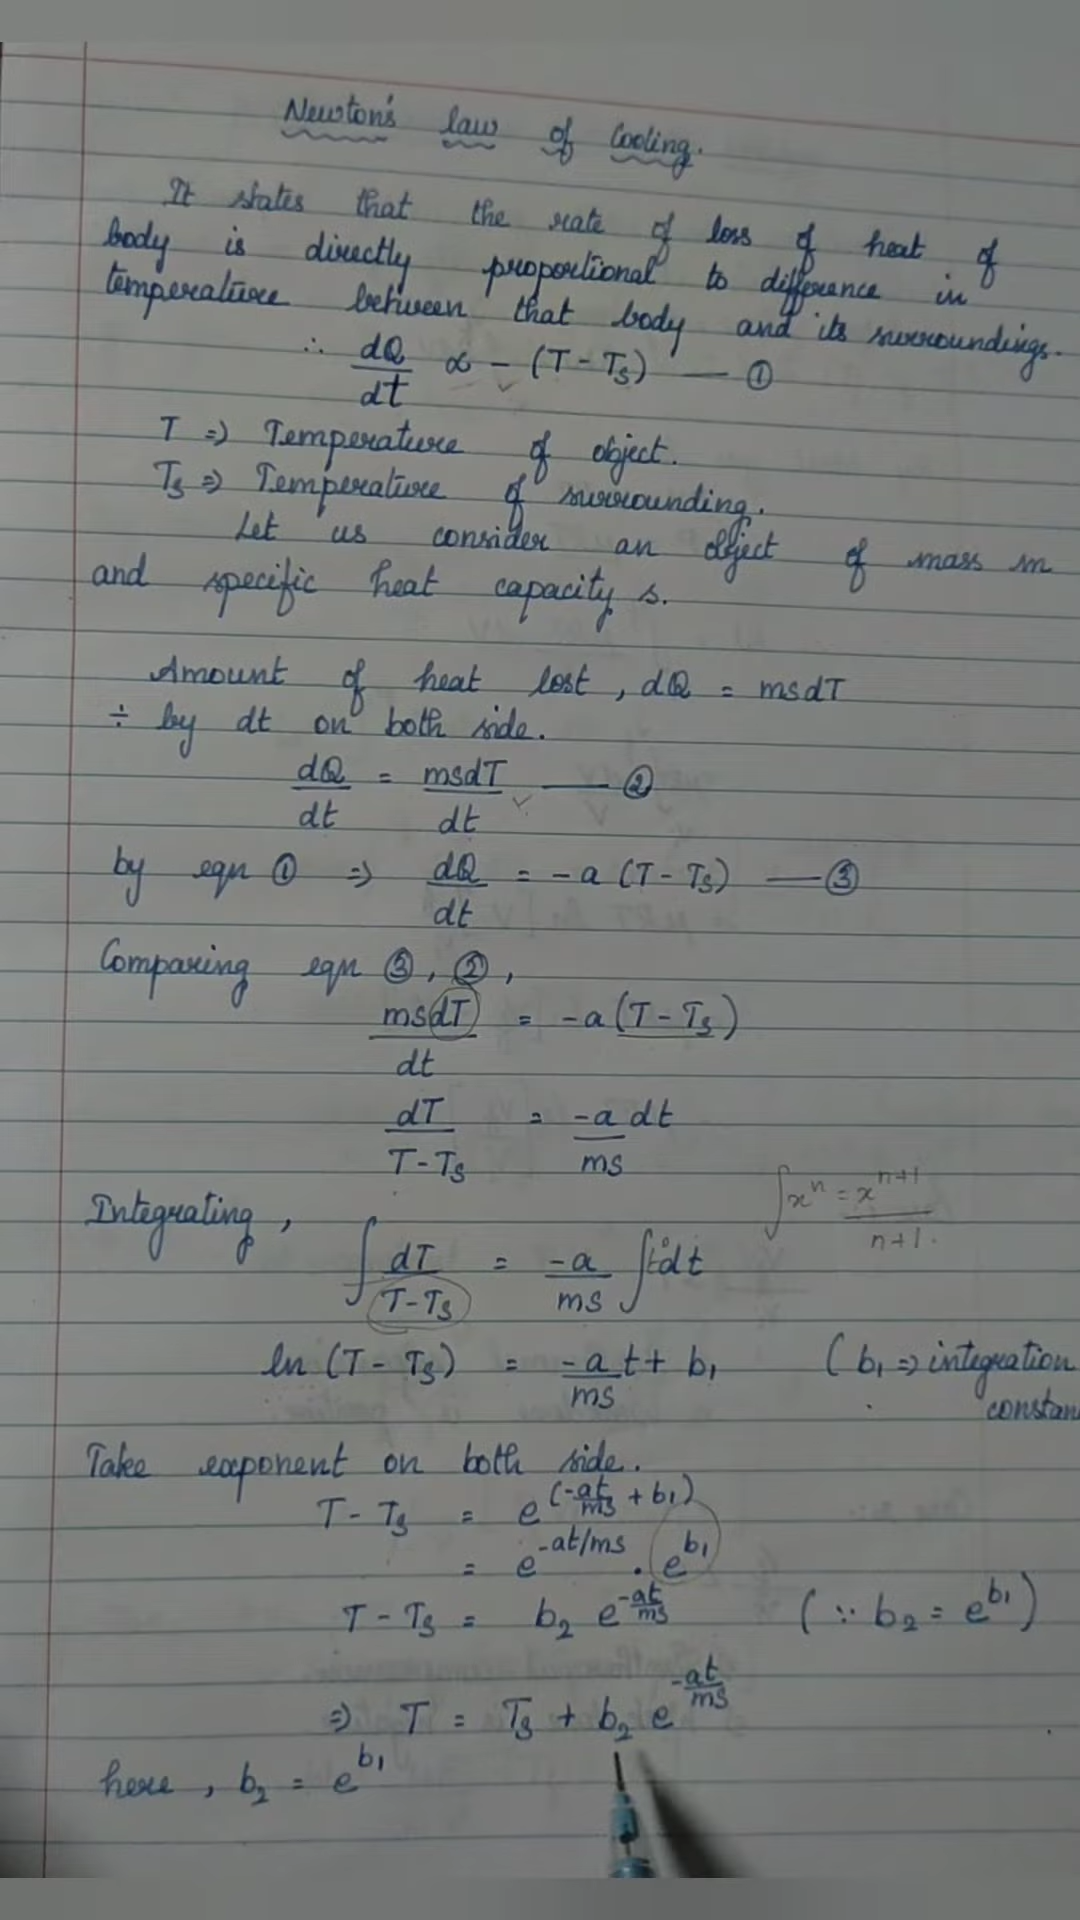 Newton's law of Cooling.
It states that the rate of loss of heat of
body is directly proportional to difference in
temperature between that body and its surroundings.
∴ dQ/dt ∝ - (T - Ts) — ①
T ⇒ Temperature of object.
Ts ⇒ Temperature of surrounding.
Let us consider an object of mass m
and specific heat capacity s.
Amount of heat lost, dQ = msdT
÷ by dt on both side.
dQ/dt = msdT/dt — ②
by eqn ① ⇒ dQ/dt = -a (T - Ts) — ③
Comparing eqn ③, ②,
msdT/dt = -a (T - Ts)
dT/(T - Ts) = -a/ms dt
∫xⁿ = xⁿ⁺¹/n+1.
Integrating,
∫ dT/(T - Ts) = -a/ms ∫t°dt
ln (T - Ts) = -a/ms t + b₁ (b₁ ⇒ integration
constan
Take exponent on both side.
T - Ts = e^(-at/ms + b₁)
= e^-at/ms . e^b₁
T - Ts = b₂ e^-at/ms (∵ b₂ = e^b₁)
⇒ T = Ts + b₂ e^-at/ms
here, b₂ = e^b₁